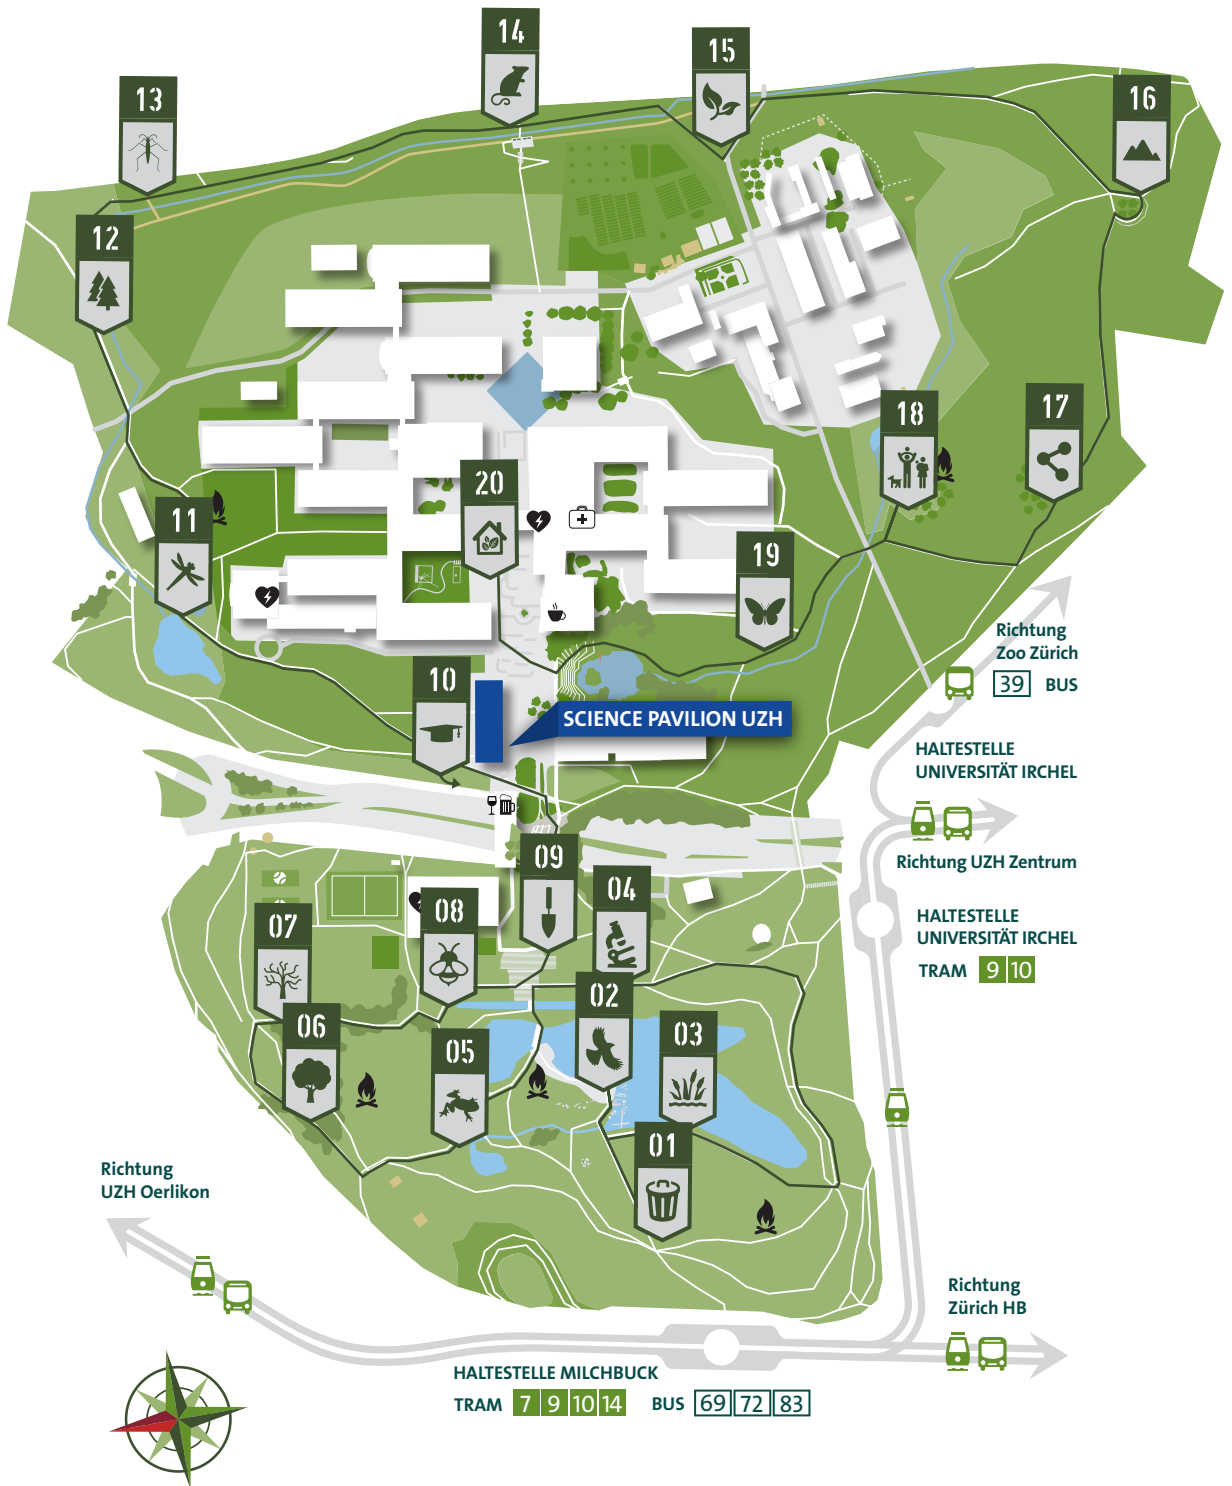 14
15
13
16
12
17
18
20
11
19
Richtung
Zoo Zürich
39 BUS
10
SCIENCE PAVILION UZH
HALTESTELLE
UNIVERSITÄT IRCHEL
Richtung UZH Zentrum
09
04
08
07
HALTESTELLE
UNIVERSITÄT IRCHEL
TRAM 9 10
02
06
03
05
01
Richtung
UZH Oerlikon
Richtung
Zürich HB
HALTESTELLE MILCHBUCK
TRAM 7 9 10 14 BUS 69 72 83